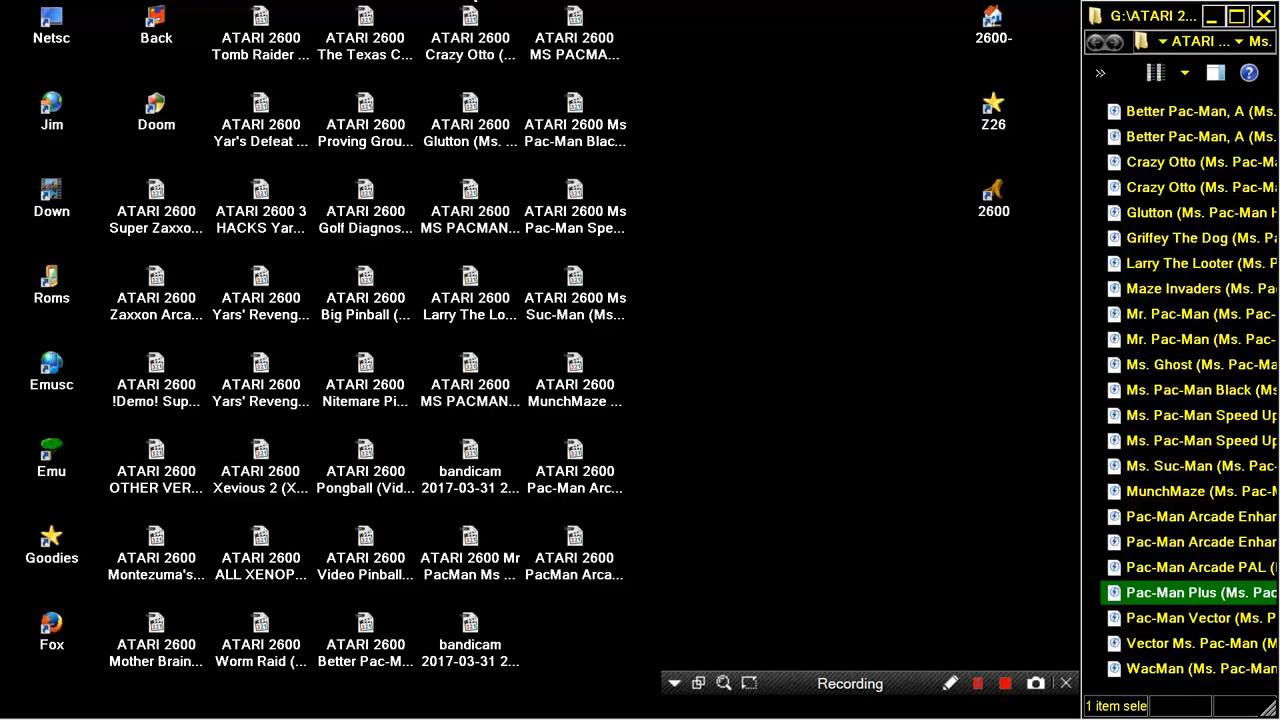 Netsc
Back
ATARI 2600
Tomb Raider ...
ATARI 2600
The Texas C...
ATARI 2600
Crazy Otto (...
ATARI 2600
MS PACMA...
2600-
Jim
Doom
ATARI 2600
Yar's Defeat ...
ATARI 2600
Proving Grou...
ATARI 2600
Glutton (Ms. ...
ATARI 2600 Ms
Pac-Man Blac...
Z26
Down
ATARI 2600
Super Zaxxo...
ATARI 2600 3
HACKS Yar...
ATARI 2600
Golf Diagnos...
ATARI 2600
MS PACMAN...
ATARI 2600 Ms
Pac-Man Spe...
2600
Roms
ATARI 2600
Zaxxon Arca...
ATARI 2600
Yars' Reveng...
ATARI 2600
Big Pinball (...
ATARI 2600
Larry The Lo...
ATARI 2600 Ms
Suc-Man (Ms...
Emusc
ATARI 2600
!Demo! Sup...
ATARI 2600
Yars' Reveng...
ATARI 2600
Nitemare Pi...
ATARI 2600
MS PACMAN...
ATARI 2600
MunchMaze ...
Emu
ATARI 2600
OTHER VER...
ATARI 2600
Xevious 2 (X...
ATARI 2600
Pongball (Vid...
bandicam
2017-03-31 2...
ATARI 2600
Pac-Man Arc...
Goodies
ATARI 2600
Montezuma's...
ATARI 2600
ALL XENOP...
ATARI 2600
Video Pinball...
ATARI 2600 Mr
PacMan Ms ...
ATARI 2600
PacMan Arca...
Fox
ATARI 2600
Mother Brain...
ATARI 2600
Worm Raid (...
ATARI 2600
Better Pac-M...
bandicam
2017-03-31 2...
Recording
G:\ATARI 2...
ATARI ... Ms.
»
Better Pac-Man, A (Ms.
Better Pac-Man, A (Ms.
Crazy Otto (Ms. Pac-Ma
Crazy Otto (Ms. Pac-Ma
Glutton (Ms. Pac-Man H
Griffey The Dog (Ms. Pa
Larry The Looter (Ms. P
Maze Invaders (Ms. Pa
Mr. Pac-Man (Ms. Pac-
Mr. Pac-Man (Ms. Pac-
Ms. Ghost (Ms. Pac-Ma
Ms. Pac-Man Black (Ms
Ms. Pac-Man Speed Up
Ms. Pac-Man Speed Up
Ms. Suc-Man (Ms. Pac-
MunchMaze (Ms. Pac-M
Pac-Man Arcade Enhar
Pac-Man Arcade Enhar
Pac-Man Arcade PAL (
Pac-Man Plus (Ms. Pac
Pac-Man Vector (Ms. P
Vector Ms. Pac-Man (M
WacMan (Ms. Pac-Man
1 item sele